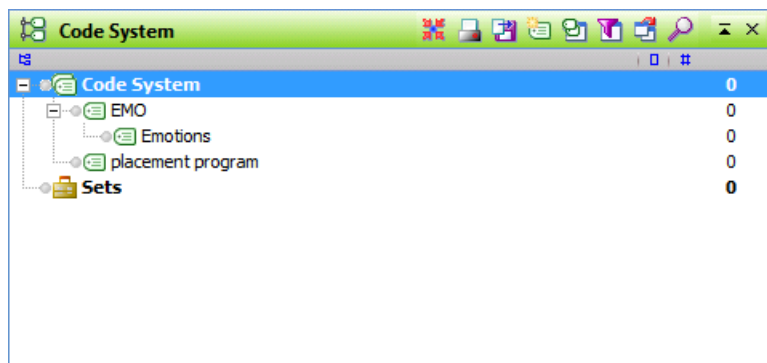 Code System
#
Code System 0
EMO 0
Emotions 0
placement program 0
Sets 0